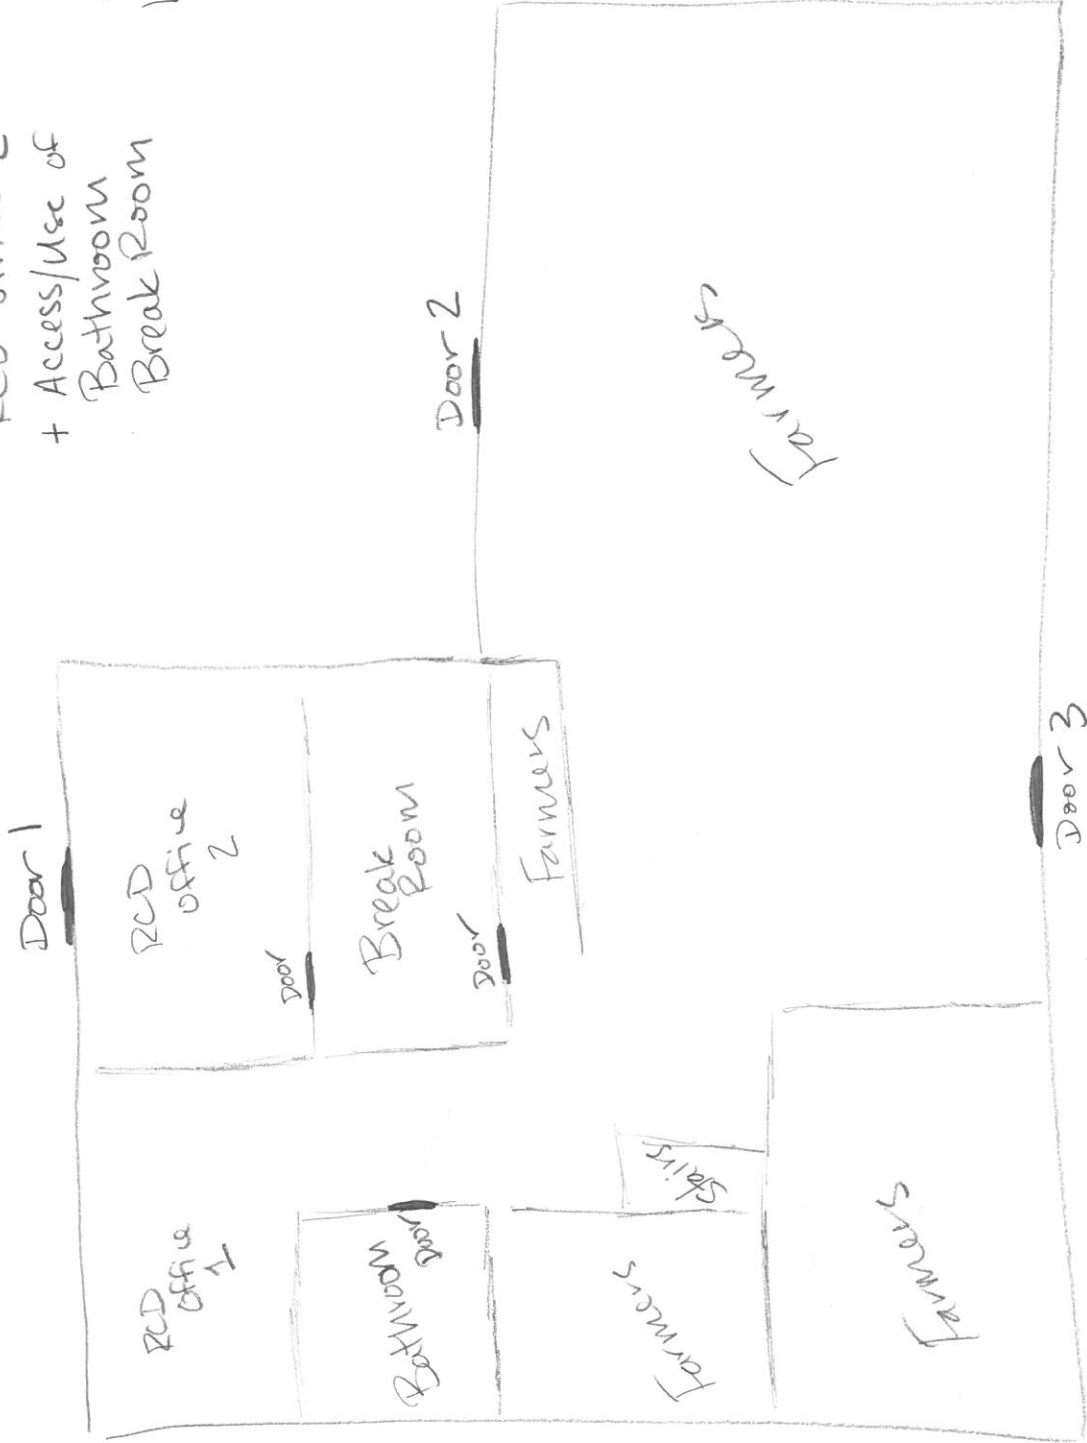 + Access/Use of
Bathroom
Break Room
Door 1
Door 2
RCD
office
2
Door
Break
Room
Door
Farmers
Farmers
RCD
office
1
Bathroom
Door
Farmers
Stairs
Farmers
Door 3